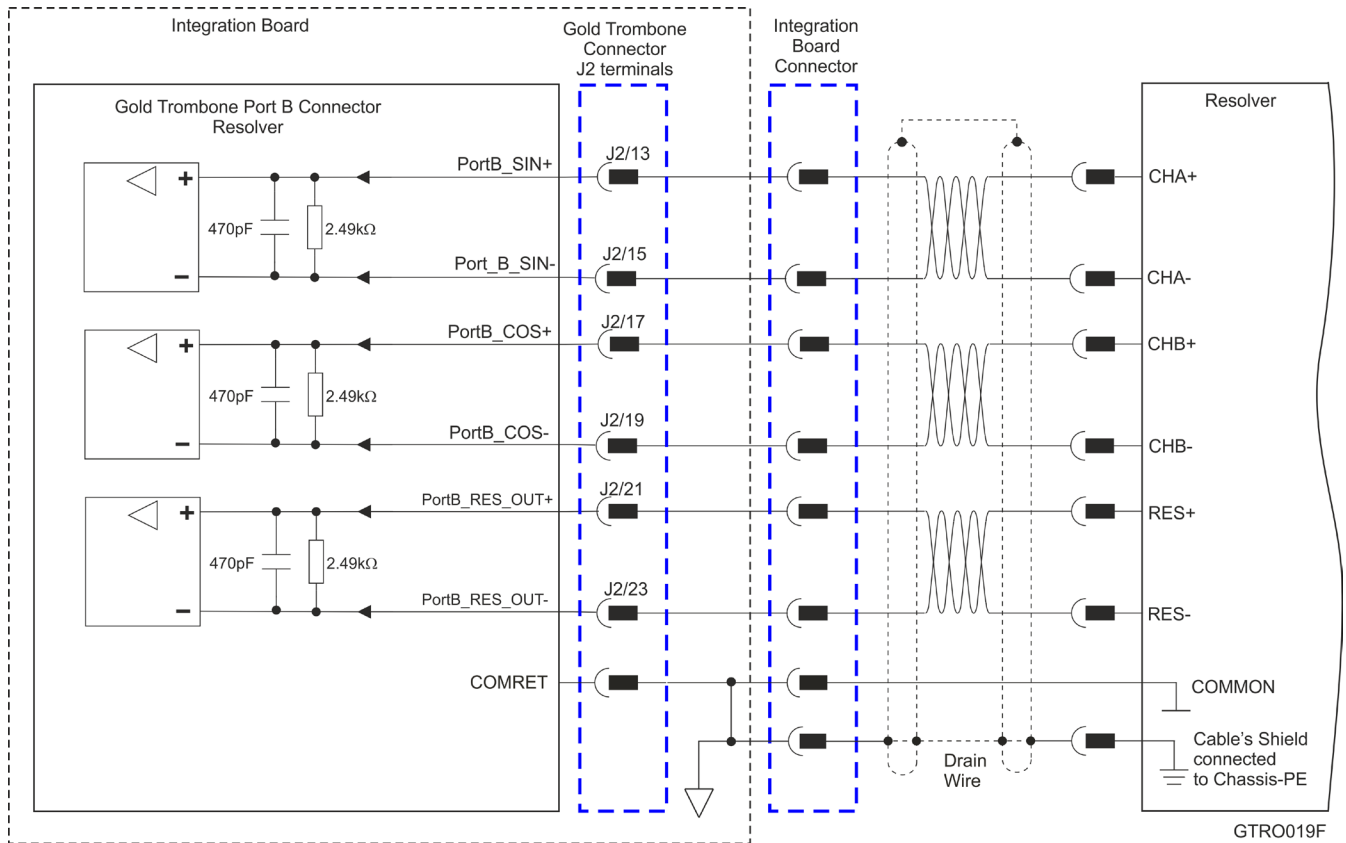 Integration Board
Gold Trombone
Connector
J2 terminals
Integration
Board
Connector
Gold Trombone Port B Connector
Resolver
Resolver
PortB_SIN+
J2/13
CHA+
+
470pF
2.49kΩ
Port_B_SIN-
J2/15
CHA-
−
PortB_COS+
J2/17
CHB+
+
470pF
2.49kΩ
PortB_COS-
J2/19
CHB-
−
PortB_RES_OUT+
J2/21
RES+
+
470pF
2.49kΩ
PortB_RES_OUT-
J2/23
RES-
−
COMRET
COMMON
Drain
Wire
Cable's Shield
connected
to Chassis-PE
GTRO019F